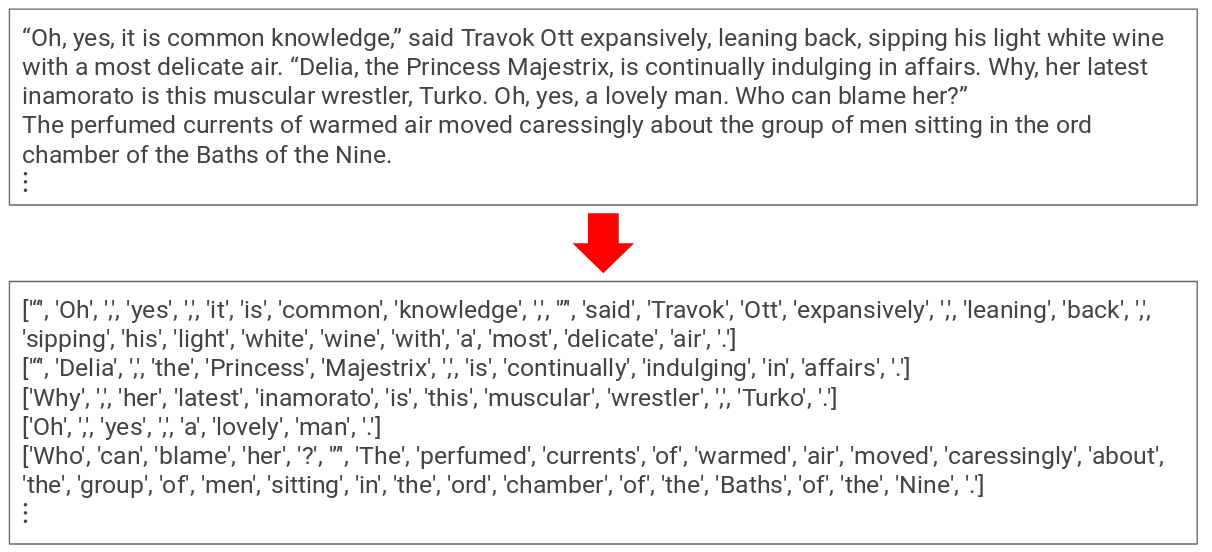 “Oh, yes, it is common knowledge,” said Travok Ott expansively, leaning back, sipping his light white wine
with a most delicate air. “Delia, the Princess Majestrix, is continually indulging in affairs. Why, her latest
inamorato is this muscular wrestler, Turko. Oh, yes, a lovely man. Who can blame her?”
The perfumed currents of warmed air moved caressingly about the group of men sitting in the ord
chamber of the Baths of the Nine.
⋮
['“', 'Oh', ',', 'yes', ',', 'it', 'is', 'common', 'knowledge', ',', '”', 'said', 'Travok', 'Ott', 'expansively', ',', 'leaning', 'back', ',',
'sipping', 'his', 'light', 'white', 'wine', 'with', 'a', 'most', 'delicate', 'air', '.']
['“', 'Delia', ',', 'the', 'Princess', 'Majestrix', ',', 'is', 'continually', 'indulging', 'in', 'affairs', '.']
['Why', ',', 'her', 'latest', 'inamorato', 'is', 'this', 'muscular', 'wrestler', ',', 'Turko', '.']
['Oh', ',', 'yes', ',', 'a', 'lovely', 'man', '.']
['Who', 'can', 'blame', 'her', '?', '”', 'The', 'perfumed', 'currents', 'of', 'warmed', 'air', 'moved', 'caressingly', 'about',
'the', 'group', 'of', 'men', 'sitting', 'in', 'the', 'ord', 'chamber', 'of', 'the', 'Baths', 'of', 'the', 'Nine', '.']
⋮